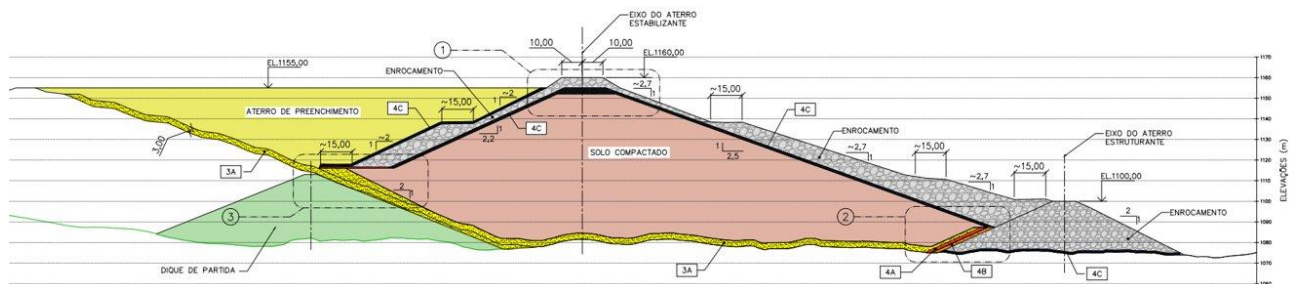 EIXO DO ATERRO
ESTABILIZANTE
10,00
10,00
1
EL.1155,00
EL.1160,00
ENROCAMENTO
ATERRO DE PREENCHIMENTO
4C
~15,00
~2
1
~2,7
1
~15,00
4C
ENROCAMENTO
EIXO DO ATERRO
ESTRUTURANTE
3,00
3A
~15,00
~2
1
2,2
1
4C
SOLO COMPACTADO
1
2,5
~2,7
1
~15,00
~2,7
1
~15,00
EL.1100,00
2
1
3
2
2
1
ENROCAMENTO
DIQUE DE PARTIDA
3A
4A
4B
4C
1170
1160
1150
1140
1130
1120
1110
1100
1090
1080
1070
1060
ELEVAÇÕES (m)